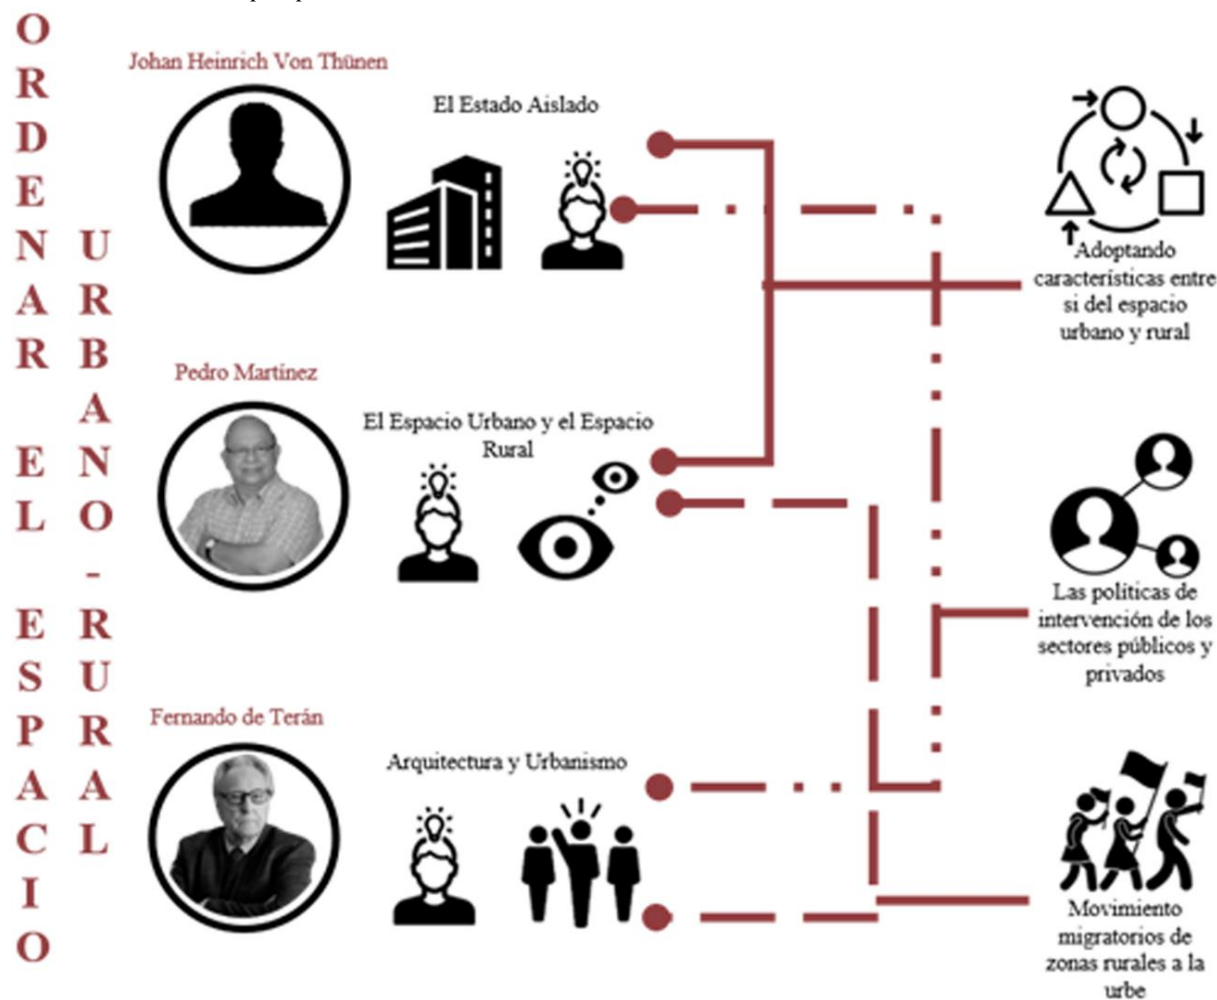 ORDENAR EL ESPACIO
URBANO-RURAL
Johan Heinrich Von Thünen
El Estado Aislado
Pedro Martínez
El Espacio Urbano y el Espacio
Rural
Fernando de Terán
Arquitectura y Urbanismo
Adoptando
características entre
si del espacio
urbano y rural
Las políticas de
intervención de los
sectores públicos y
privados
Movimiento
migratorios de
zonas rurales a la
urbe